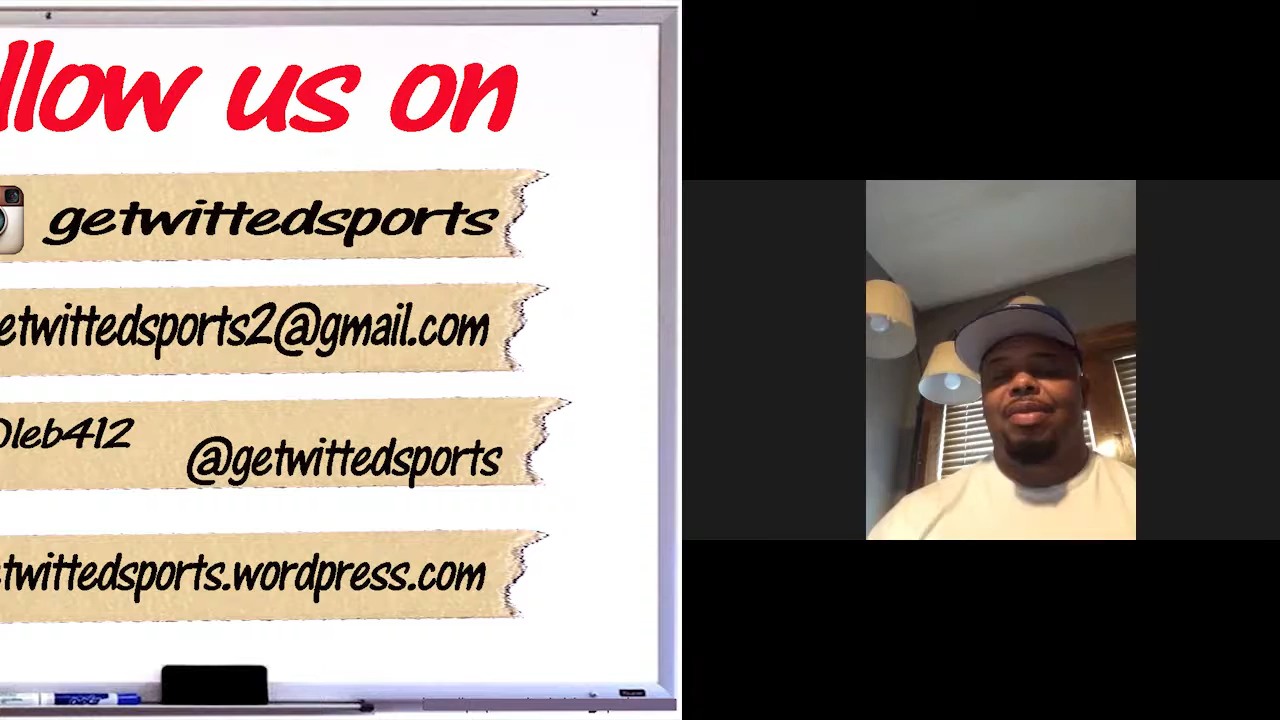 llow us on
getwittedsports
etwittedsports2@gmail.com
leb412
@getwittedsports
twittedsports.wordpress.com